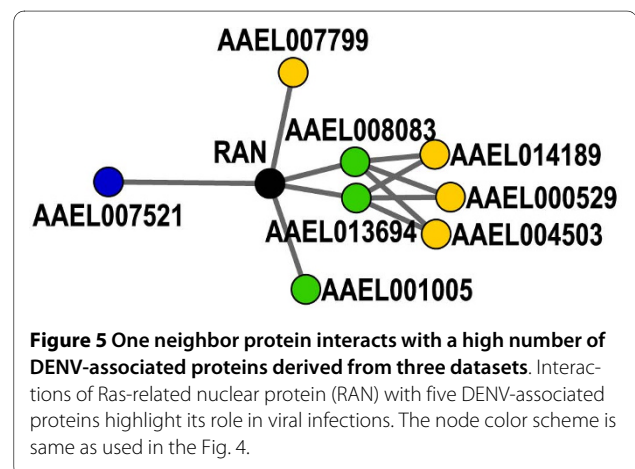 AAEL007799
AAEL008083
RAN
AAEL014189
AAEL000529
AAEL007521
AAEL013694
AAEL004503
AAEL001005
Figure 5 One neighbor protein interacts with a high number of
DENV-associated proteins derived from three datasets. Interac-
tions of Ras-related nuclear protein (RAN) with five DENV-associated
proteins highlight its role in viral infections. The node color scheme is
same as used in the Fig. 4.